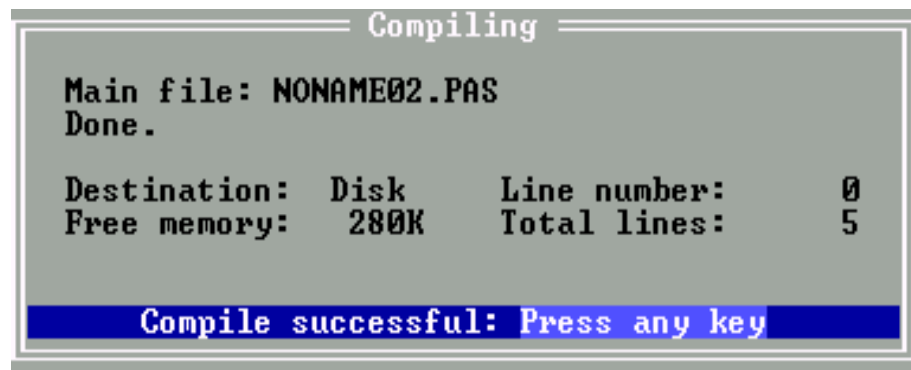 Compiling
Main file: NONAME02.PAS
Done.
Destination: Disk Line number: 0
Free memory: 280K Total lines: 5
Compile successful: Press any key